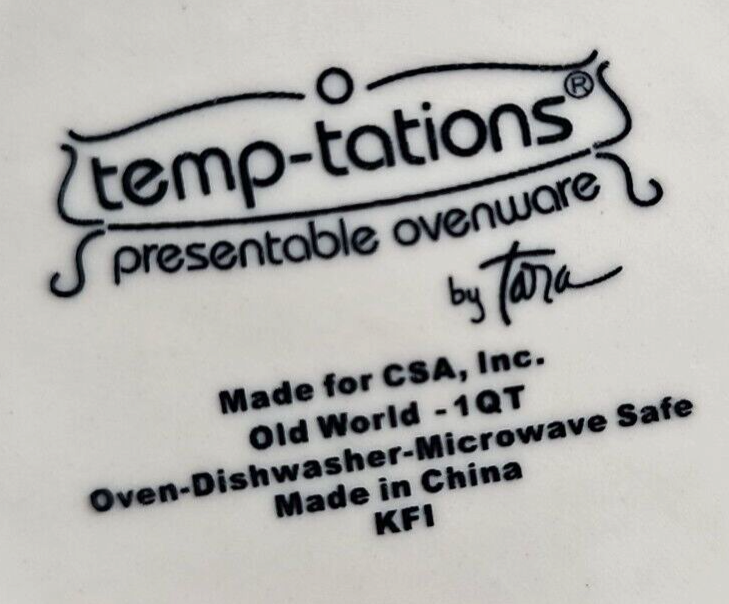 temp-tations®
presentable ovenware
by Tara
Made for CSA, Inc.
Old World - 1QT
Oven-Dishwasher-Microwave Safe
Made in China
KFI